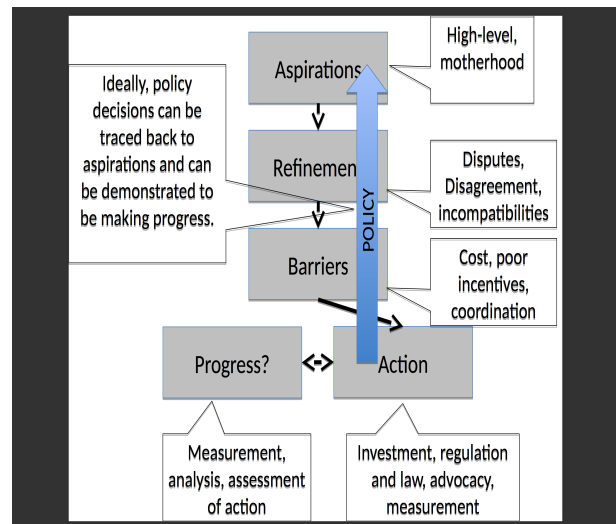 High-level,
motherhood
Aspirations
Ideally, policy
decisions can be
traced back to
aspirations and can
be demonstrated to
be making progress.
Refinemen
Disputes,
Disagreement,
incompatibilities
POLICY
Barriers
Cost, poor
incentives,
coordination
Progress?
Action
Measurement,
analysis, assessment
of action
Investment, regulation
and law, advocacy,
measurement